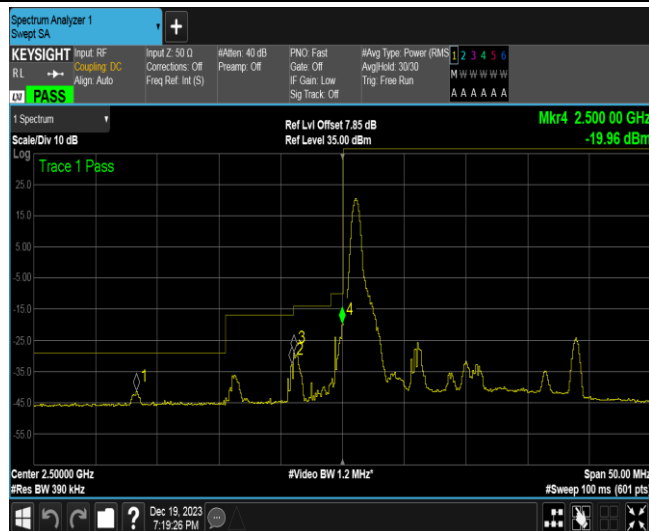 Spectrum Analyzer 1
Swept SA
KEYSIGHT
RL
PASS
Input: RF
Coupling: DC
Align: Auto
Input Z: 50 Ω
Corrections: Off
Freq Ref: Int (S)
#Atten: 40 dB
Preamp: Off
PNO: Fast
Gate: Off
IF Gain: Low
Sig Track: Off
#Avg Type: Power (RMS
Avg|Hold: 30/30
Trig: Free Run
1 2 3 4 5 6
M W W W W W
A A A A A A
1 Spectrum
Scale/Div 10 dB
Ref Lvl Offset 7.85 dB
Ref Level 35.00 dBm
Mkr4 2.500 00 GHz
-19.96 dBm
Log
Trace 1 Pass
25.0
15.0
5.00
-5.00
-15.0
-25.0
-35.0
-45.0
-55.0
1
3
2
4
Center 2.50000 GHz
#Res BW 390 kHz
#Video BW 1.2 MHz*
Span 50.00 MHz
#Sweep 100 ms (601 pts)
?
Dec 19, 2023
7:19:26 PM